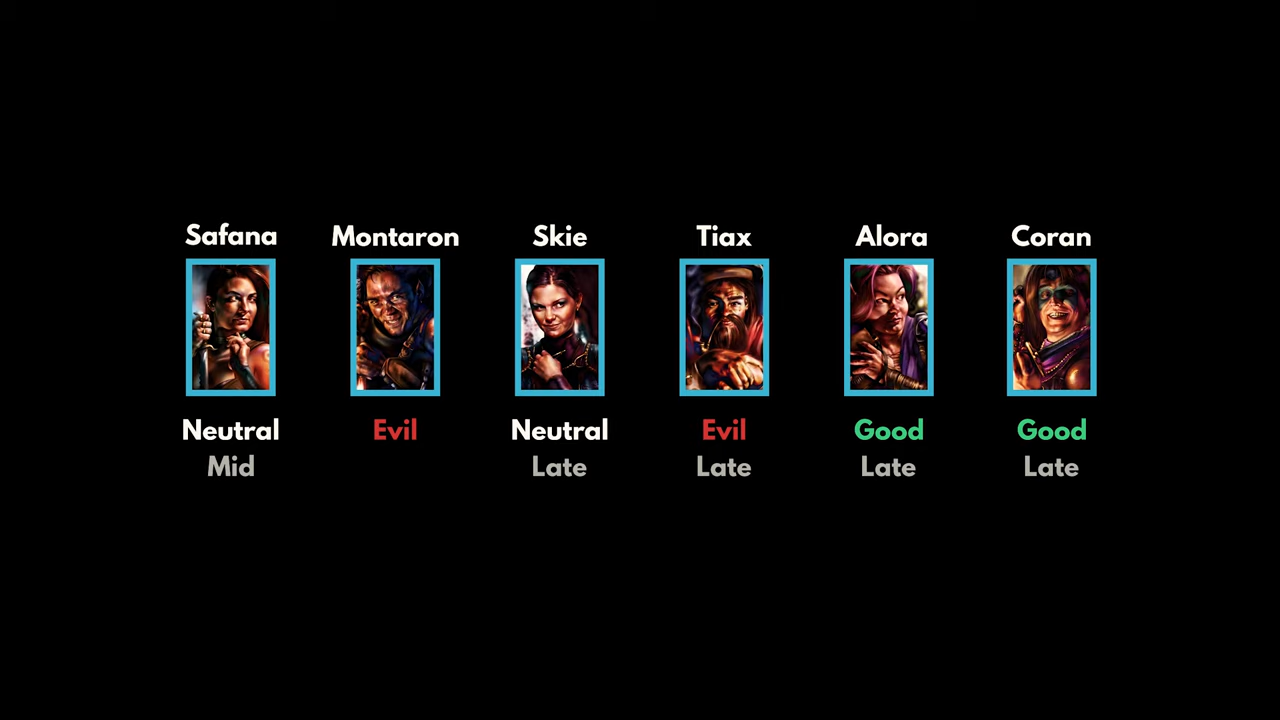 Safana Montaron Skie Tiax Alora Coran
Neutral Evil Neutral Evil Good Good
Mid Late Late Late Late